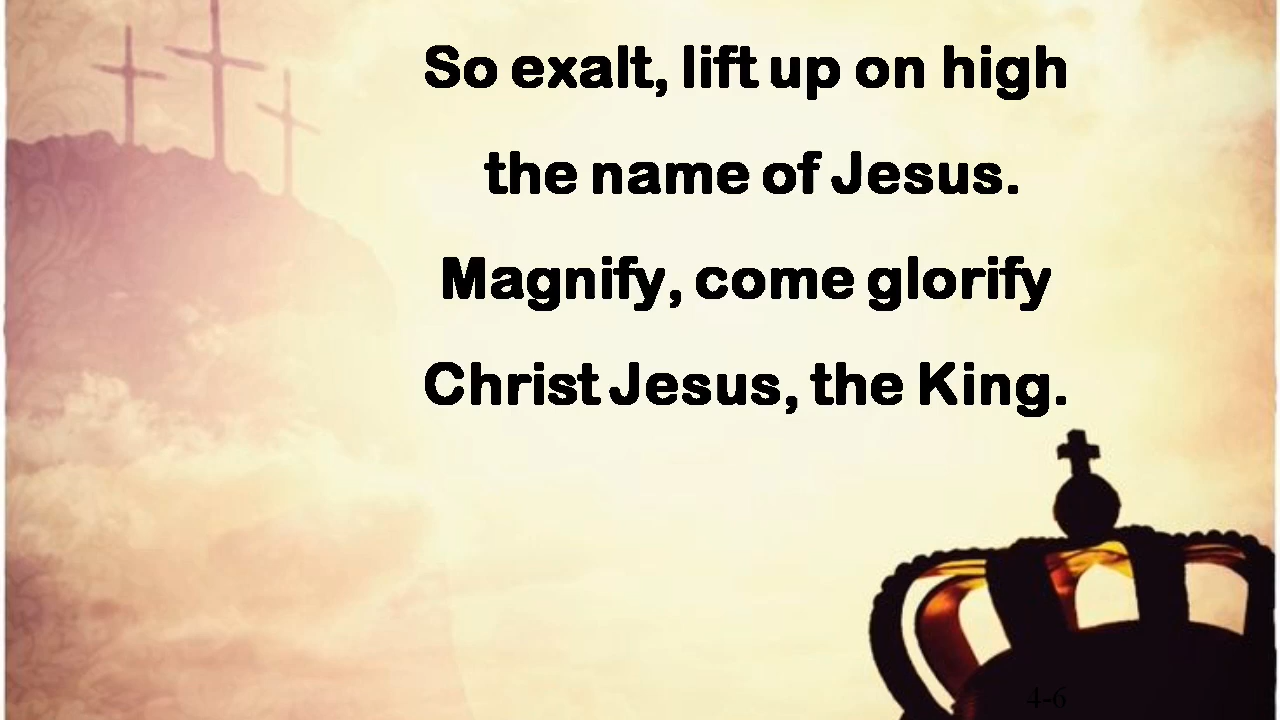 So exalt, lift up on high
the name of Jesus.
Magnify, come glorify
Christ Jesus, the King.
4-6